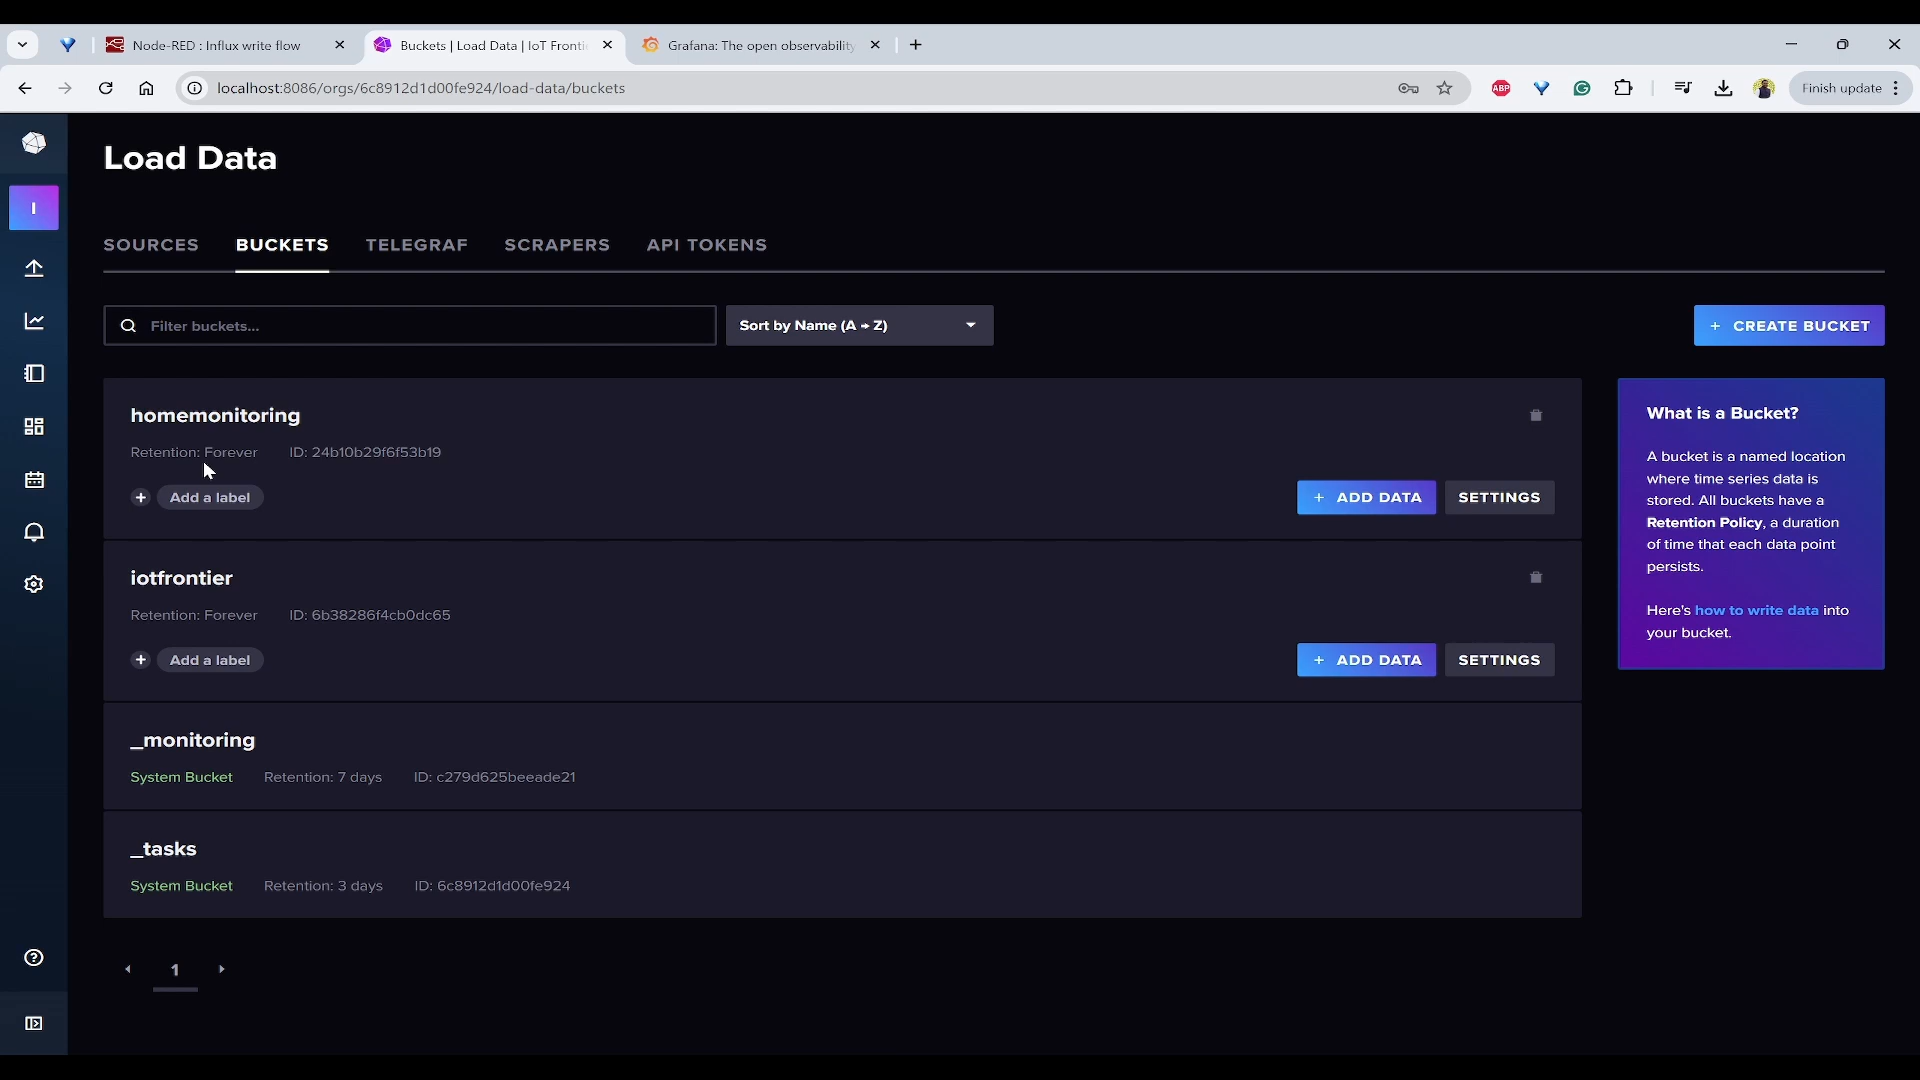 Node-RED : Influx write flow
Buckets | Load Data | IoT Fronti
Grafana: The open observability
localhost:8086/orgs/6c8912d1d00fe924/load-data/buckets
ABP
Finish update
Load Data
I
SOURCES
BUCKETS
TELEGRAF
SCRAPERS
API TOKENS
Filter buckets...
Sort by Name (A → Z)
+ CREATE BUCKET
homemonitoring
Retention: Forever ID: 24b10b29f6f53b19
+ Add a label
+ ADD DATA
SETTINGS
iotfrontier
Retention: Forever ID: 6b38286f4cb0dc65
+ Add a label
+ ADD DATA
SETTINGS
_monitoring
System Bucket Retention: 7 days ID: c279d625beeade21
_tasks
System Bucket Retention: 3 days ID: 6c8912d1d00fe924
1
What is a Bucket?
A bucket is a named location
where time series data is
stored. All buckets have a
Retention Policy, a duration
of time that each data point
persists.
Here's how to write data into
your bucket.